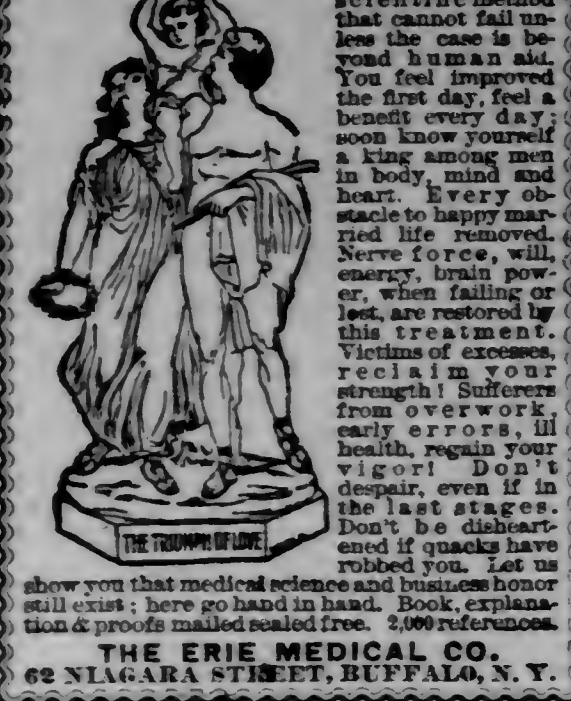 scientific method
that cannot fail un-
less the case is be-
yond human aid.
You feel improved
the first day, feel a
benefit every day;
soon know yourself
a king among men
in body, mind and
heart. Every ob-
stacle to happy mar-
ried life removed.
Nerve force, will,
energy, brain pow-
er, when failing or
lost, are restored by
this treatment.
Victims of excesses,
reclaim your
strength! Sufferers
from overwork,
early errors, ill
health, regain your
vigor! Don't
despair, even if in
the last stages.
Don't be disheart-
ened if quacks have
robbed you. Let us
show you that medical science and business honor
still exist; here go hand in hand. Book, explana-
tion & proofs mailed sealed free. 2,000 references.
THE TRIUMPH OF LOVE
THE ERIE MEDICAL CO.
62 NIAGARA STREET, BUFFALO, N. Y.